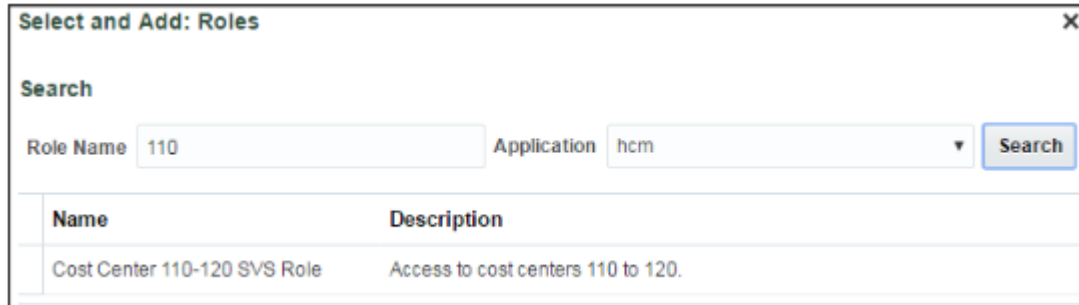 Select and Add: Roles
Search
Role Name 110 Application hcm Search
Name Description
Cost Center 110-120 SVS Role Access to cost centers 110 to 120.